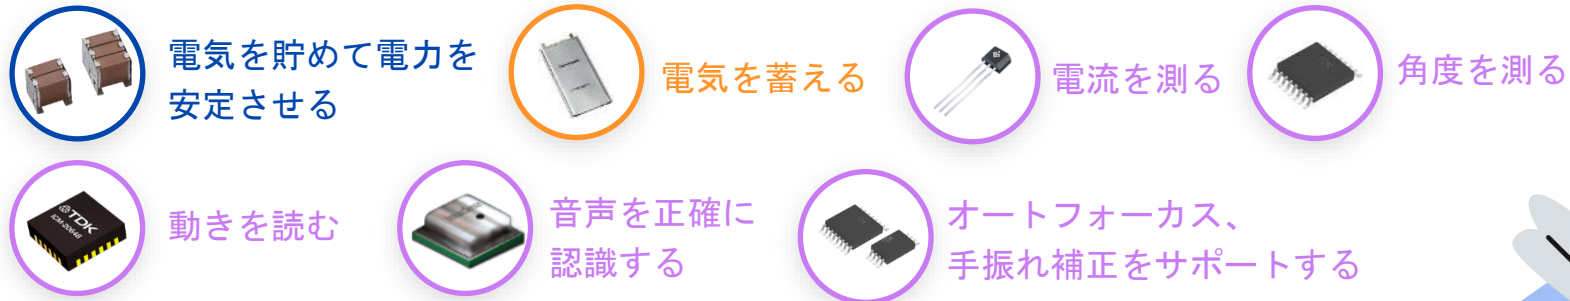 電気を貯めて電力を
安定させる
電気を蓄える
電流を測る
角度を測る
TDK
ICM-20648
動きを読む
音声を正確に
認識する
オートフォーカス、
手振れ補正をサポートする